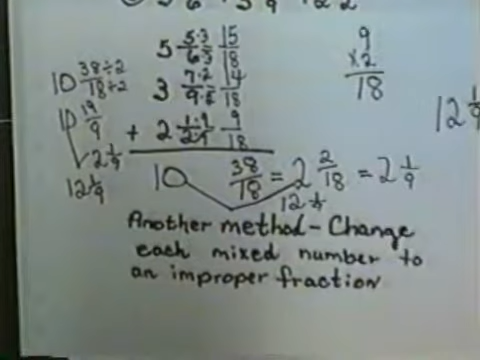 5 5·3/6·3 15/18
3 7·2/9·2 14/18
+ 2 1·9/2·9 9/18
10 38/18 = 2 2/18 = 2 1/9
12 1/9
10 38÷2/18÷2
10 19/9
2 1/9
12 1/9
9
×2
18
12 1/9
Another method - Change
each mixed number to
an improper fraction